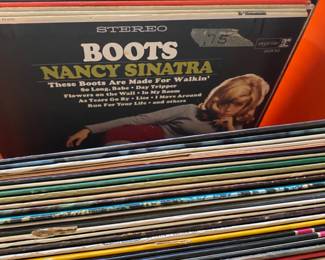 STEREO
BOOTS
75
NANCY SINATRA
These Boots Are Made For Walkin'
So Long, Babe • Day Tripper
Flowers on the Wall • In My Room
As Tears Go By • Lies • I Move Around
Run For Your Life • and others